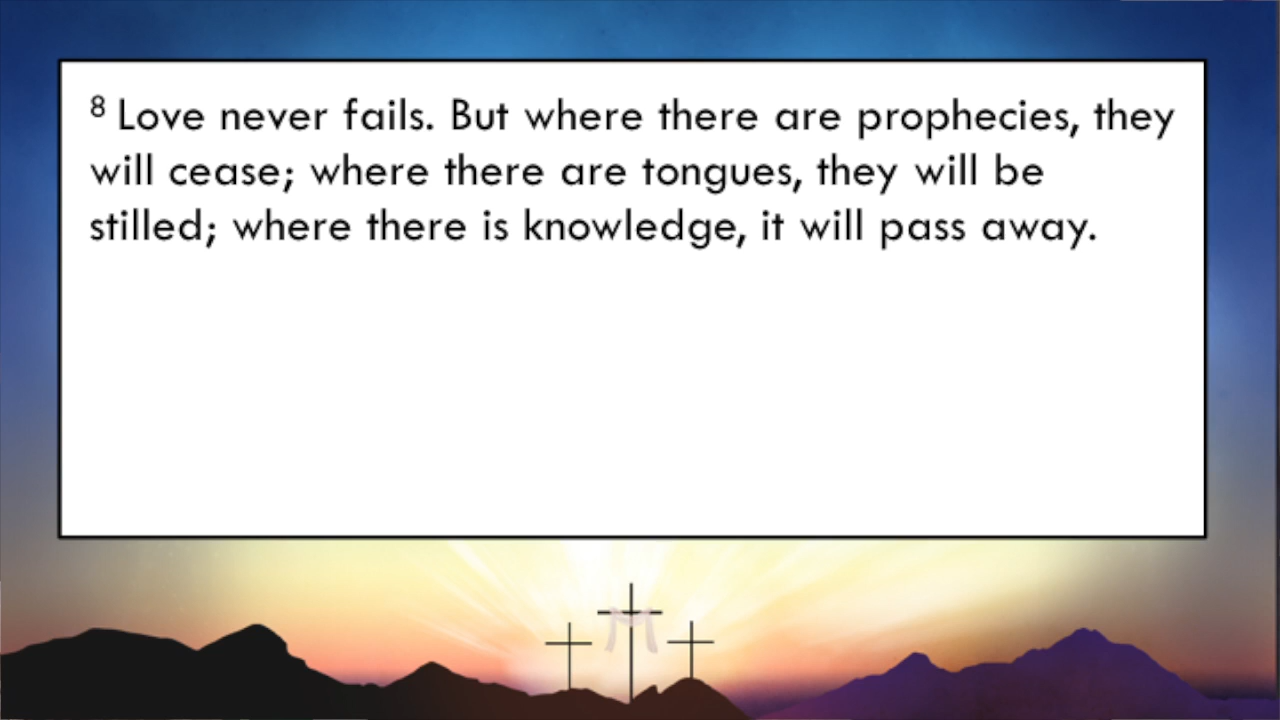 ⁸ Love never fails. But where there are prophecies, they
will cease; where there are tongues, they will be
stilled; where there is knowledge, it will pass away.